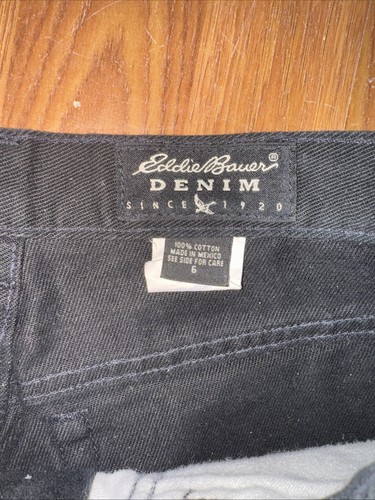 Eddie Bauer®
DENIM
SINCE 1920
100% COTTON
MADE IN MEXICO
SEE SIDE FOR CARE
6